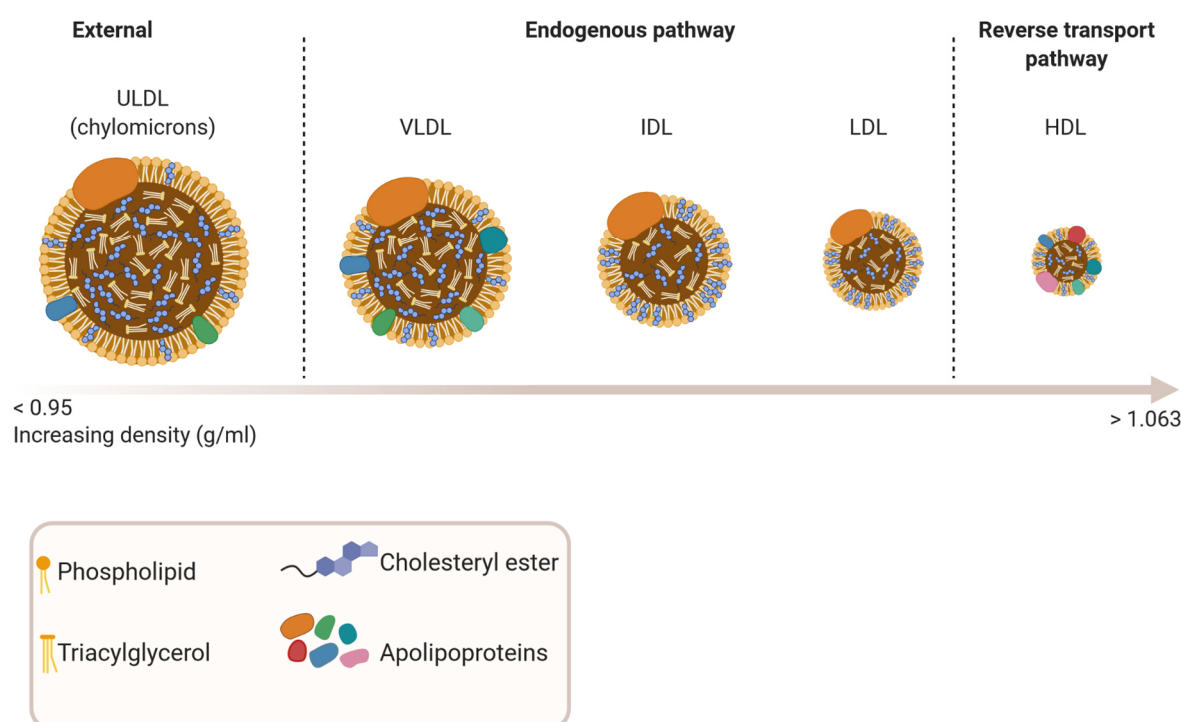 External
Endogenous pathway
Reverse transport
pathway
ULDL
(chylomicrons)
VLDL
IDL
LDL
HDL
< 0.95
Increasing density (g/ml)
> 1.063
Phospholipid
Cholesteryl ester
Triacylglycerol
Apolipoproteins